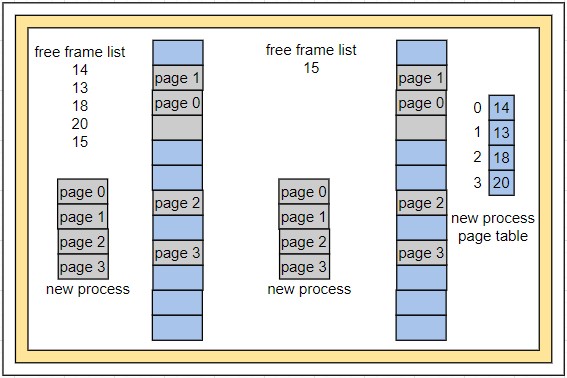 free frame list
14
13
18
20
15
page 0
page 1
page 2
page 3
new process
page 1
page 0
page 2
page 3
free frame list
15
page 0
page 1
page 2
page 3
new process
page 1
page 0
page 2
page 3
0 14
1 13
2 18
3 20
new process
page table